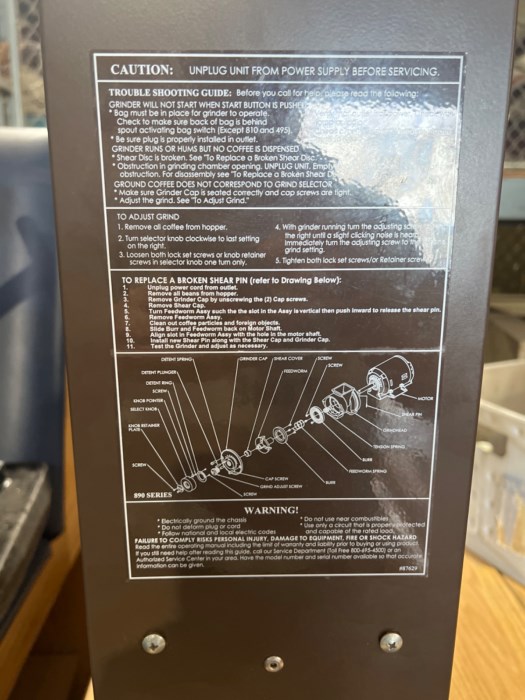 CAUTION: UNPLUG UNIT FROM POWER SUPPLY BEFORE SERVICING.
TROUBLE SHOOTING GUIDE: Before you call for help, please read the following:
GRINDER WILL NOT START WHEN START BUTTON IS PUSHED
* Bag must be in place for grinder to operate.
Check to make sure back of bag is behind
spout activating bag switch (Except 810 and 495).
* Be sure plug is properly installed in outlet.
GRINDER RUNS OR HUMS BUT NO COFFEE IS DISPENSED
* Shear Disc is broken. See "To Replace a Broken Shear Disc."
* Obstruction in grinding chamber opening. UNPLUG UNIT. Empty
obstruction. For disassembly see "To Replace a Broken Shear
GROUND COFFEE DOES NOT CORRESPOND TO GRIND SELECTOR
* Make sure Grinder Cap is seated correctly and cap screws are tight.
* Adjust the grind. See "To Adjust Grind."
TO ADJUST GRIND
1. Remove all coffee from hopper.
2. Turn selector knob clockwise to last setting
on the right.
3. Loosen both lock set screws or knob retainer
screws in selector knob one turn only.
4. With grinder running turn the adjusting
the right until a slight clicking noise is heard.
Immediately turn the adjusting screw to the
grind setting.
5. Tighten both lock set screws/or Retainer
TO REPLACE A BROKEN SHEAR PIN (refer to Drawing Below):
1. Unplug power cord from outlet.
2. Remove all beans from hopper.
3. Remove Grinder Cap by unscrewing the (2) Cap screws.
4. Remove Shear Cap.
5. Turn Feedworm Assy such the the slot in the Assy is vertical then push inward to release the shear pin.
6. Remove Feedworm Assy.
7. Clean out coffee particles and foreign objects.
8. Slide Burr and Feedworm back on Motor Shaft.
9. Align slot in Feedworm Assy with the hole in the motor shaft.
10. Install new Shear Pin along with the Shear Cap and Grinder Cap.
11. Test the Grinder and adjust as necessary.
DETENT SPRING
GRINDER CAP
SHEAR COVER
SCREW
DETENT PLUNGER
FEEDWORM
SCREW
DETENT RING
SCREW
KNOB POINTER
SELECT KNOB
KNOB RETAINER
PLATE
SCREW
MOTOR
SHEAR PIN
GRINDHEAD
TENSION SPRING
BURR
FEEDWORM SPRING
BURR
CAP SCREW
GRIND ADJUST SCREW
SCREW
890 SERIES
WARNING!
* Electrically ground the chassis
* Do not deform plug or cord
* Follow national and local electric codes
* Do not use near combustibles
* Use only a circuit that is properly protected
and capable of the rated load
FAILURE TO COMPLY RISKS PERSONAL INJURY, DAMAGE TO EQUIPMENT, FIRE OR SHOCK HAZARD
Read the entire operating manual including the limit of warranty and liability prior to buying or using product.
If you still need help after reading this guide, call our Service Department (Toll Free 800-695-4500) or an
Authorized Service Center in your area. Have the model number and serial number available so that accurate
information can be given.
#87629